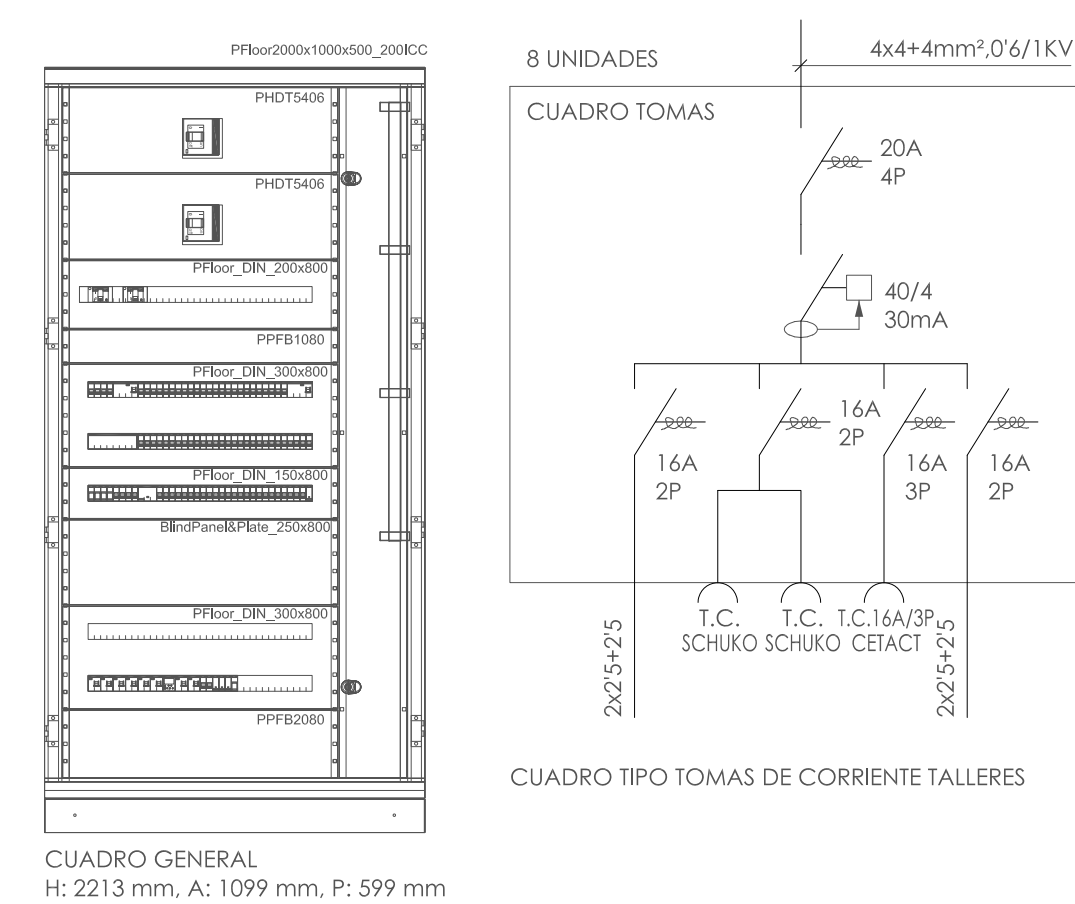 PFloor2000x1000x500_200ICC
PHDT5406
PHDT5406
PFloor_DIN_200x800
PPFB1080
PFloor_DIN_300x800
PFloor_DIN_150x800
BlindPanel&Plate_250x800
PFloor_DIN_300x800
PPFB2080
CUADRO GENERAL
H: 2213 mm, A: 1099 mm, P: 599 mm
8 UNIDADES
4x4+4mm²,0'6/1KV
CUADRO TOMAS
20A
4P
40/4
30mA
16A
2P
16A
2P
16A
3P
16A
2P
T.C.
SCHUKO
T.C.
SCHUKO
T.C.16A/3P
CETACT
2x2'5+2'5
2x2'5+2'5
CUADRO TIPO TOMAS DE CORRIENTE TALLERES